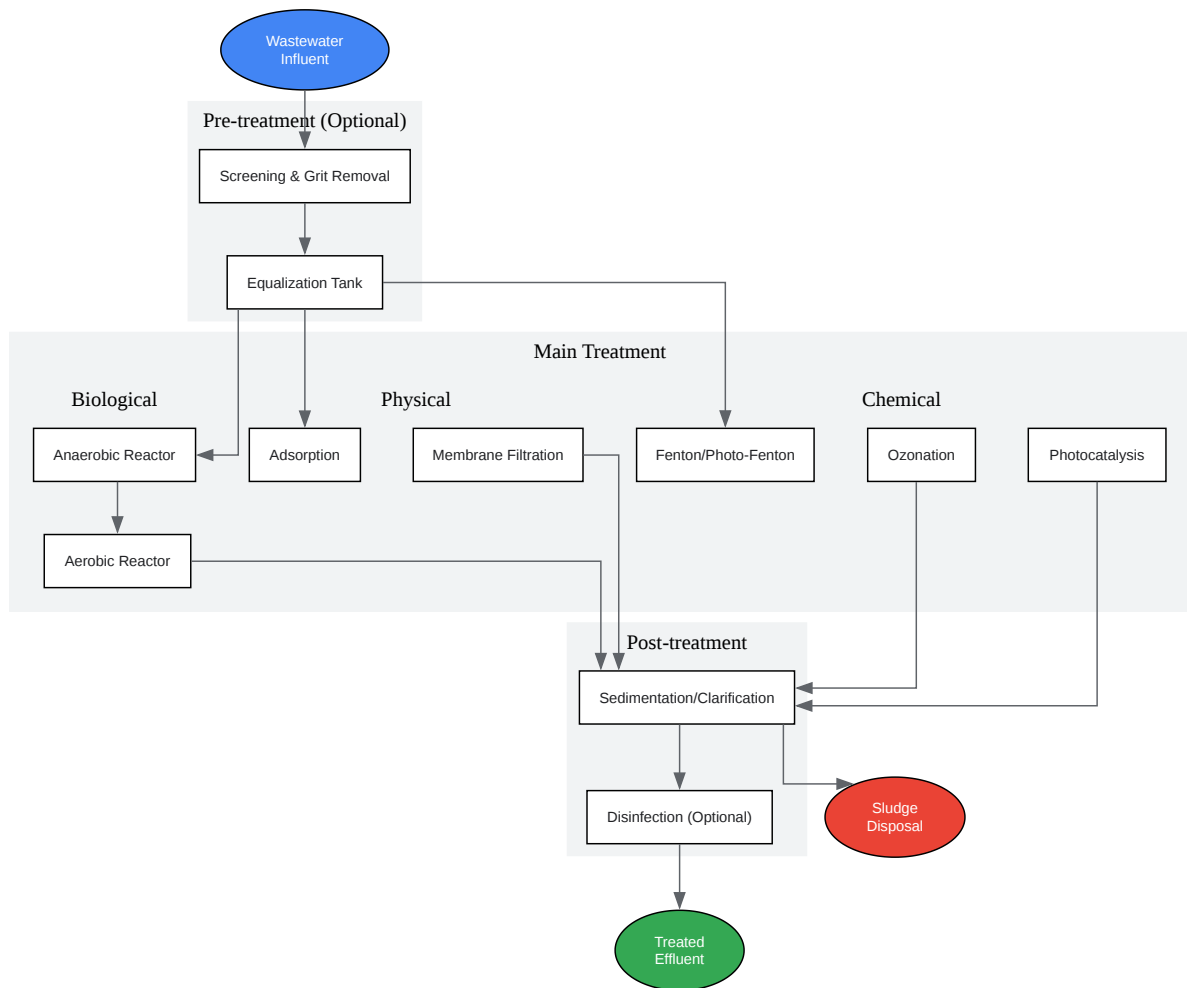 Wastewater
Influent
Pre-treatment (Optional)
Screening & Grit Removal
Equalization Tank
Main Treatment
Biological
Physical
Chemical
Anaerobic Reactor
Adsorption
Membrane Filtration
Fenton/Photo-Fenton
Ozonation
Photocatalysis
Aerobic Reactor
Post-treatment
Sedimentation/Clarification
Disinfection (Optional)
Sludge
Disposal
Treated
Effluent